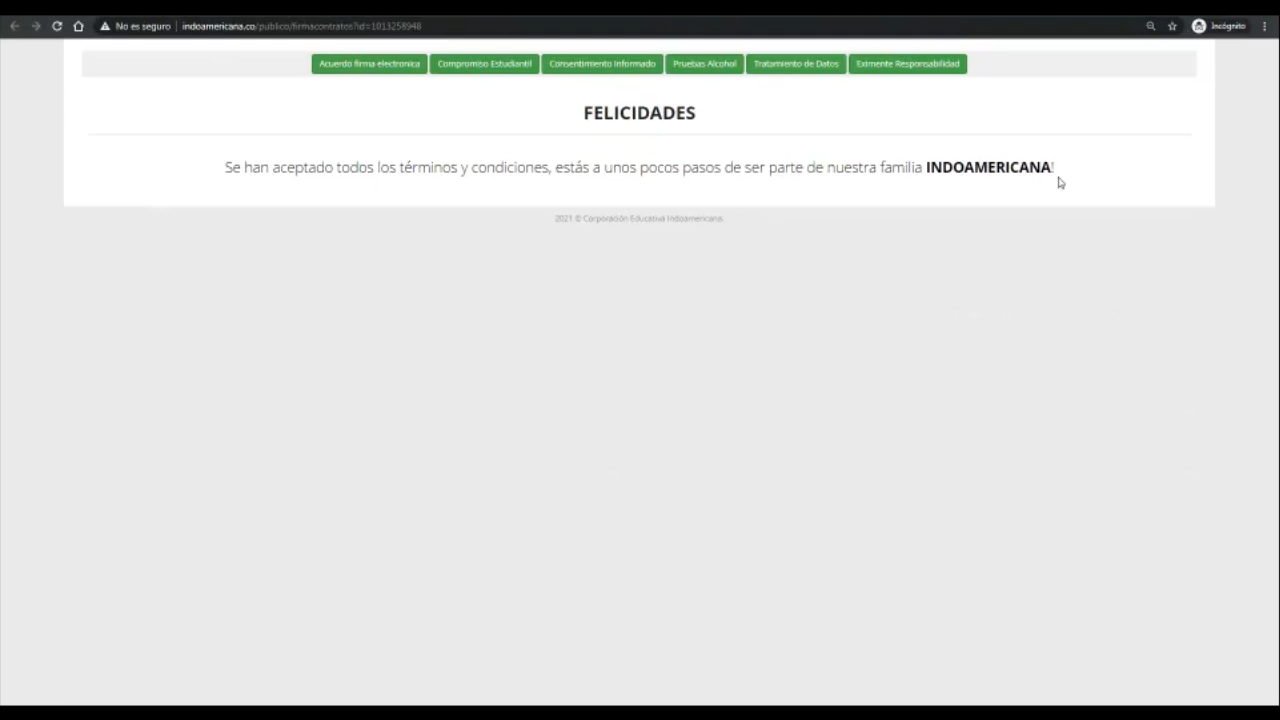 No es seguro indoamericana.co/publico/firmacontratos?id=1013258948 Incógnito
Acuerdo firma electronica Compromiso Estudiantil Consentimiento Informado Pruebas Alcohol Tratamiento de Datos Eximente Responsabilidad
FELICIDADES
Se han aceptado todos los términos y condiciones, estás a unos pocos pasos de ser parte de nuestra familia INDOAMERICANA!
2021 © Corporación Educativa Indoamericana.